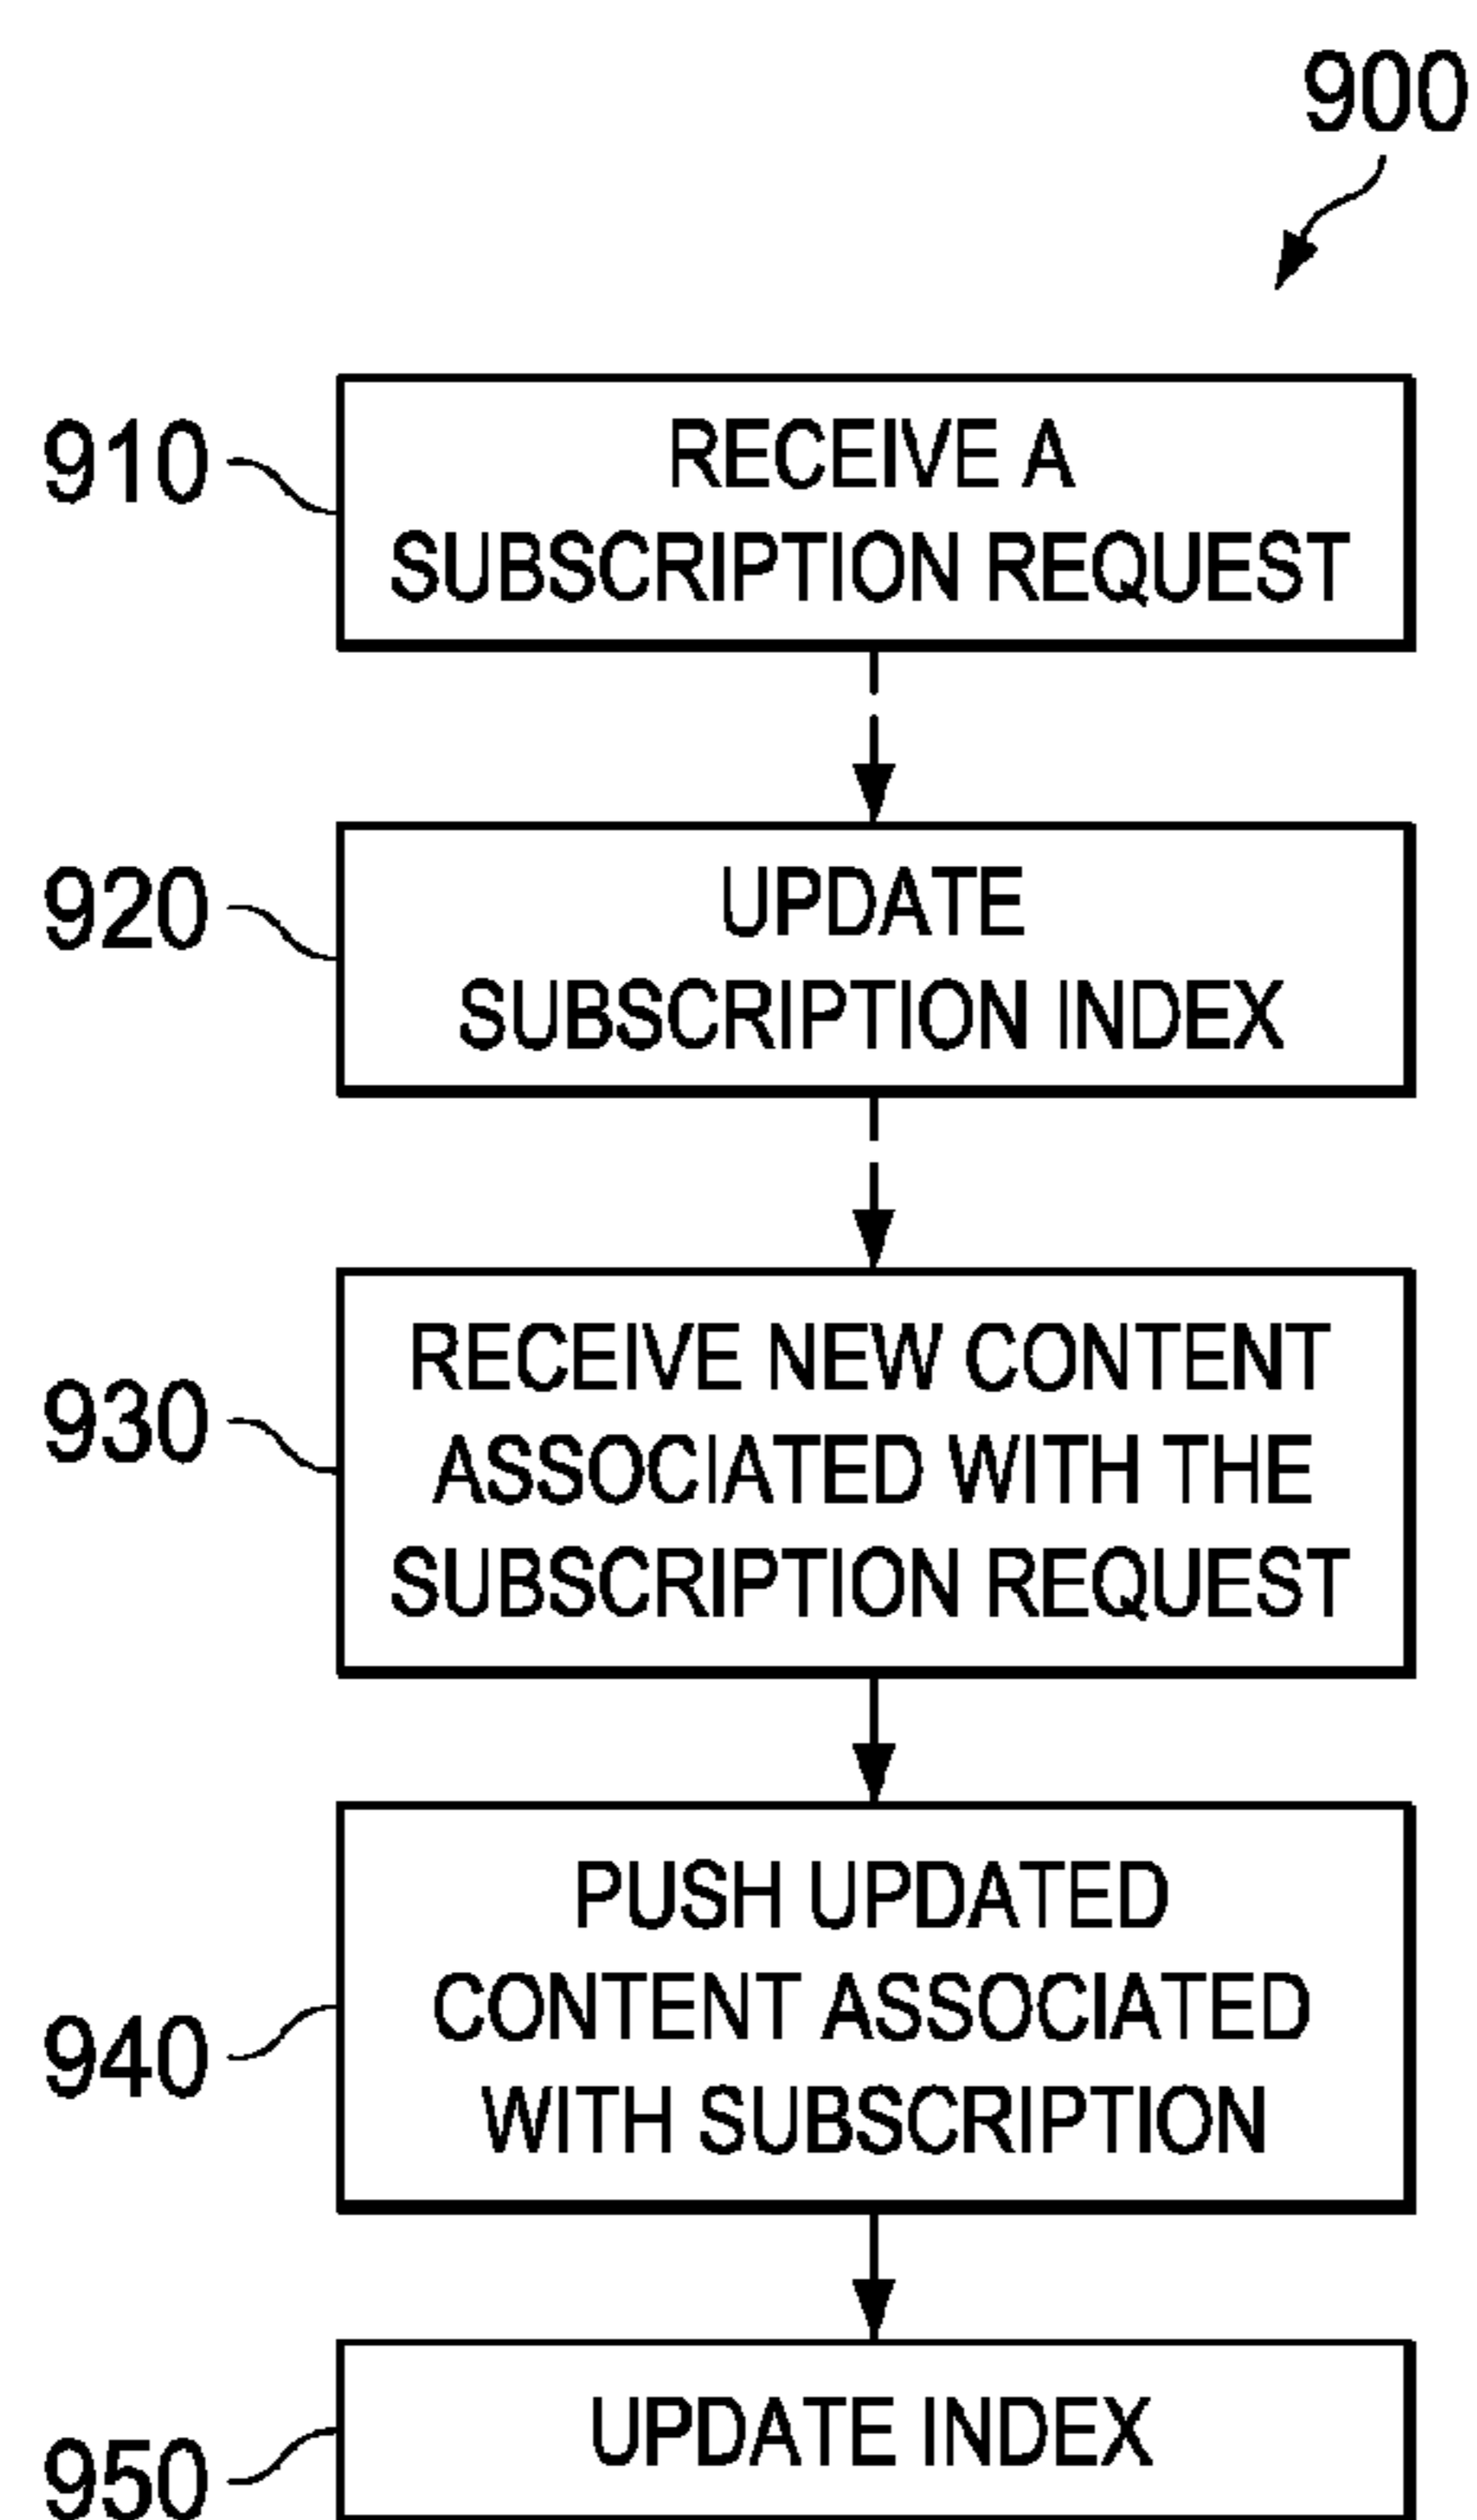 900
910
RECEIVE A
SUBSCRIPTION REQUEST
920
UPDATE
SUBSCRIPTION INDEX
930
RECEIVE NEW CONTENT
ASSOCIATED WITH THE
SUBSCRIPTION REQUEST
940
PUSH UPDATED
CONTENT ASSOCIATED
WITH SUBSCRIPTION
950
UPDATE INDEX